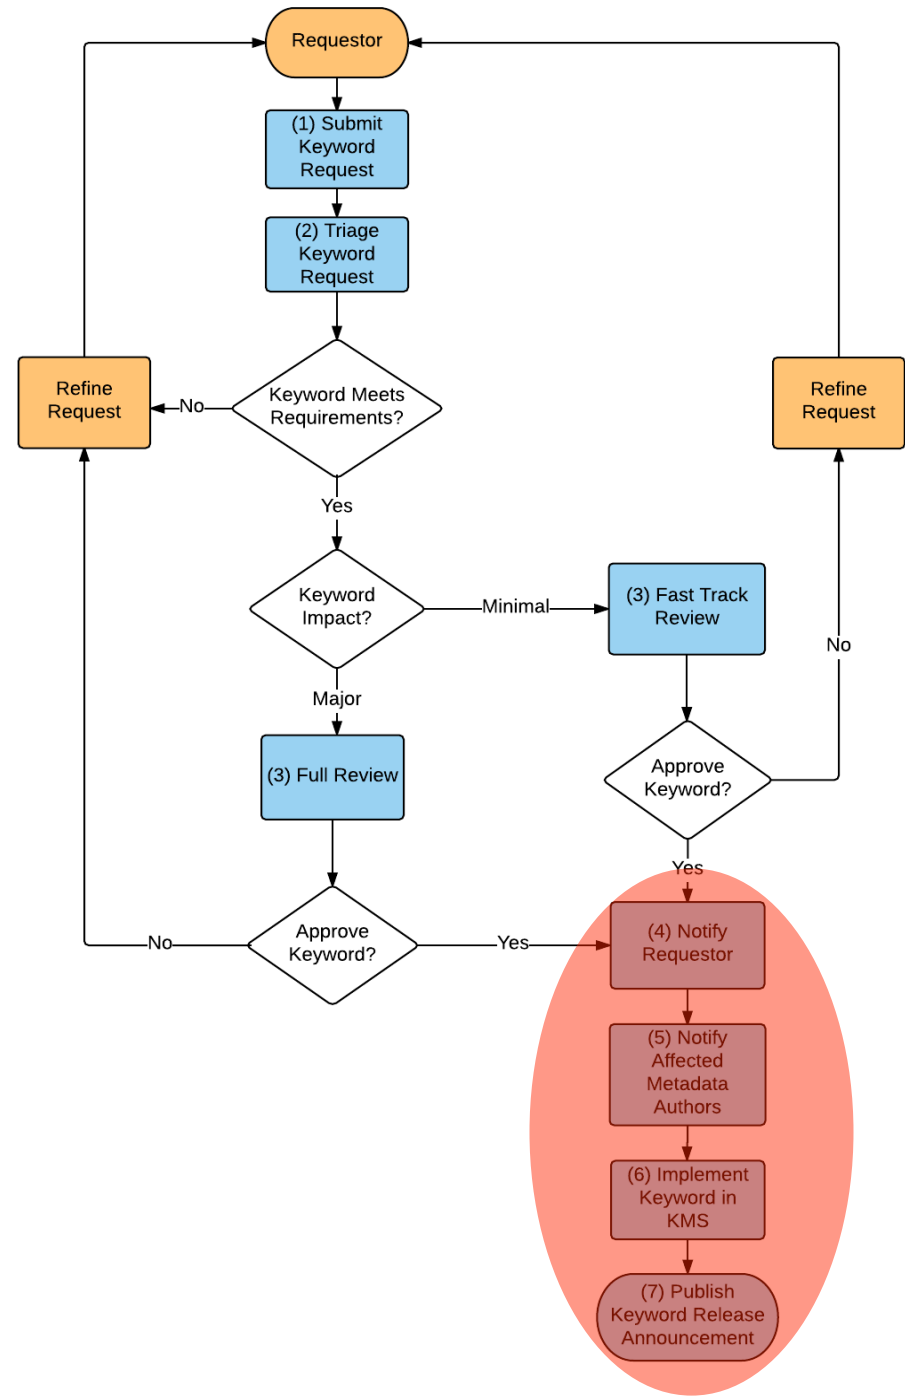 Requestor
(1) Submit
Keyword
Request
(2) Triage
Keyword
Request
Keyword Meets
Requirements?
No
Refine
Request
Refine
Request
Yes
Keyword
Impact?
Minimal
(3) Fast Track
Review
No
Major
(3) Full Review
Approve
Keyword?
Yes
Approve
Keyword?
No
Yes
(4) Notify
Requestor
(5) Notify
Affected
Metadata
Authors
(6) Implement
Keyword in
KMS
(7) Publish
Keyword Release
Announcement